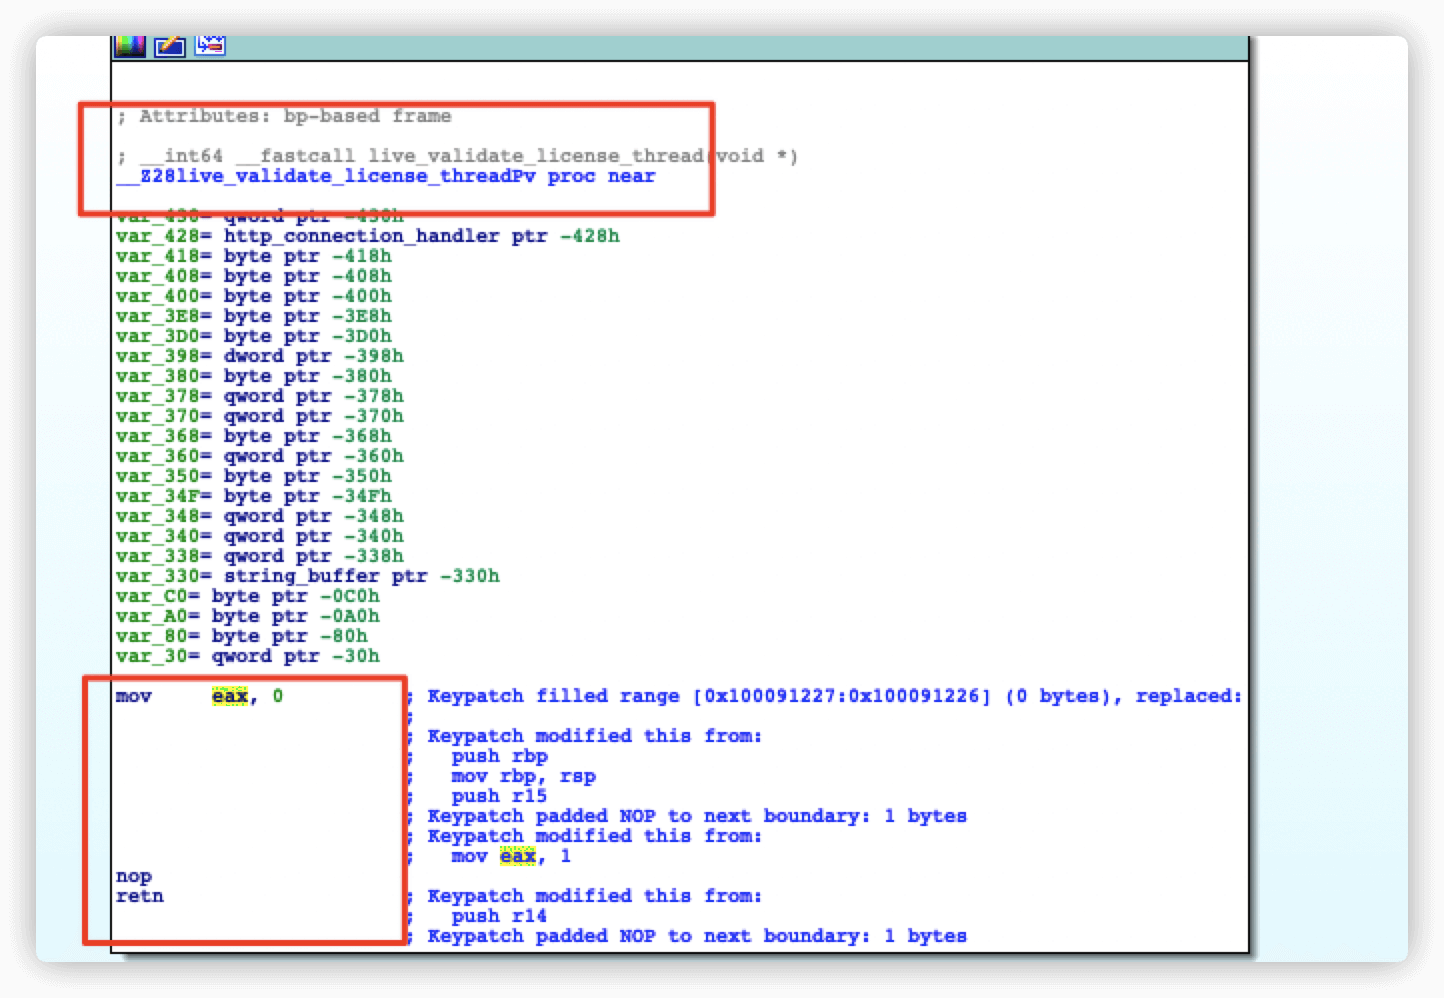 ; Attributes: bp-based frame
; __int64 __fastcall live_validate_license_thread(void *)
__Z28live_validate_license_threadPv proc near
var_430= qword ptr -430h
var_428= http_connection_handler ptr -428h
var_418= byte ptr -418h
var_408= byte ptr -408h
var_400= byte ptr -400h
var_3E8= byte ptr -3E8h
var_3D0= byte ptr -3D0h
var_398= dword ptr -398h
var_380= byte ptr -380h
var_378= qword ptr -378h
var_370= qword ptr -370h
var_368= byte ptr -368h
var_360= qword ptr -360h
var_350= byte ptr -350h
var_34F= byte ptr -34Fh
var_348= qword ptr -348h
var_340= qword ptr -340h
var_338= qword ptr -338h
var_330= string_buffer ptr -330h
var_C0= byte ptr -0C0h
var_A0= byte ptr -0A0h
var_80= byte ptr -80h
var_30= qword ptr -30h
mov eax, 0 ; Keypatch filled range [0x100091227:0x100091226] (0 bytes), replaced:
;
; Keypatch modified this from:
; push rbp
; mov rbp, rsp
; push r15
; Keypatch padded NOP to next boundary: 1 bytes
; Keypatch modified this from:
; mov eax, 1
nop
retn ; Keypatch modified this from:
; push r14
; Keypatch padded NOP to next boundary: 1 bytes